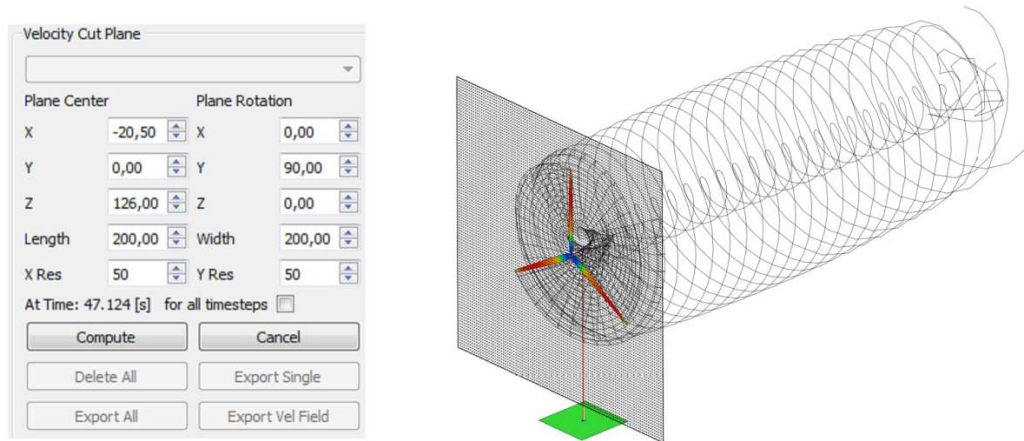 Velocity Cut Plane
Plane Center Plane Rotation
X -20,50 X 0,00
Y 0,00 Y 90,00
Z 126,00 Z 0,00
Length 200,00 Width 200,00
X Res 50 Y Res 50
At Time: 47.124 [s] for all timesteps
Compute Cancel
Delete All Export Single
Export All Export Vel Field